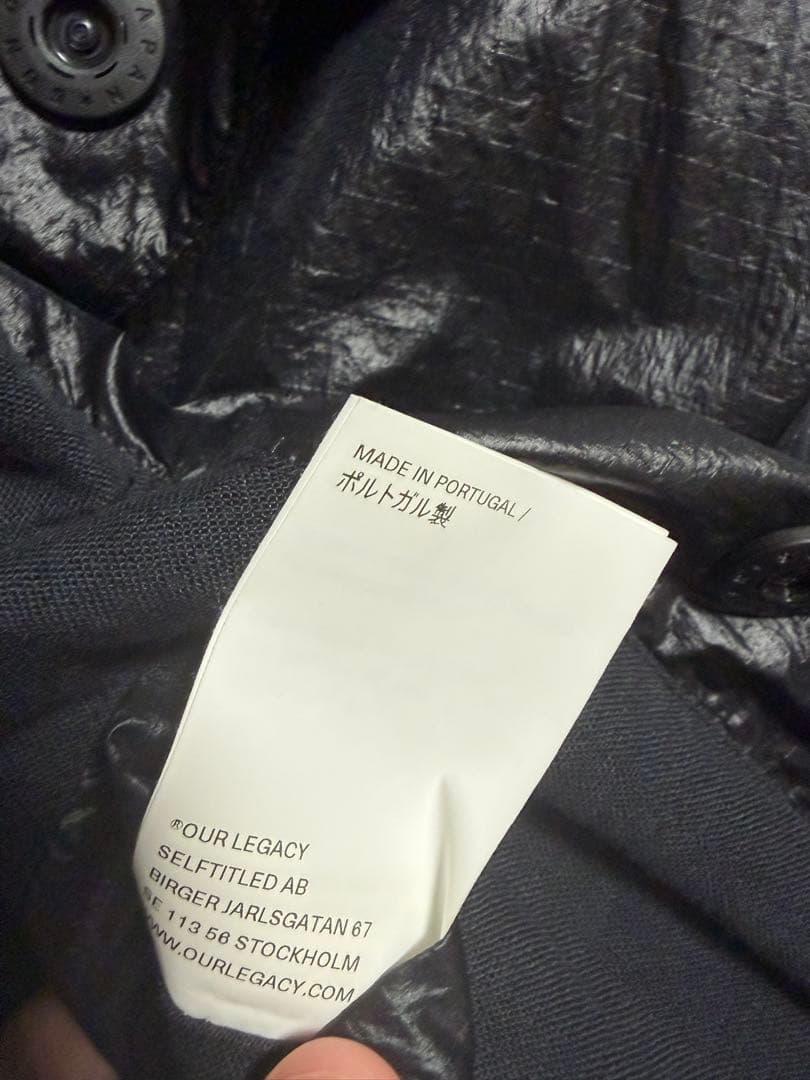 MADE IN PORTUGAL /
ポルトガル製
®OUR LEGACY
SELFTITLED AB
BIRGER JARLSGATAN 67
SE 113 56 STOCKHOLM
WWW.OURLEGACY.COM